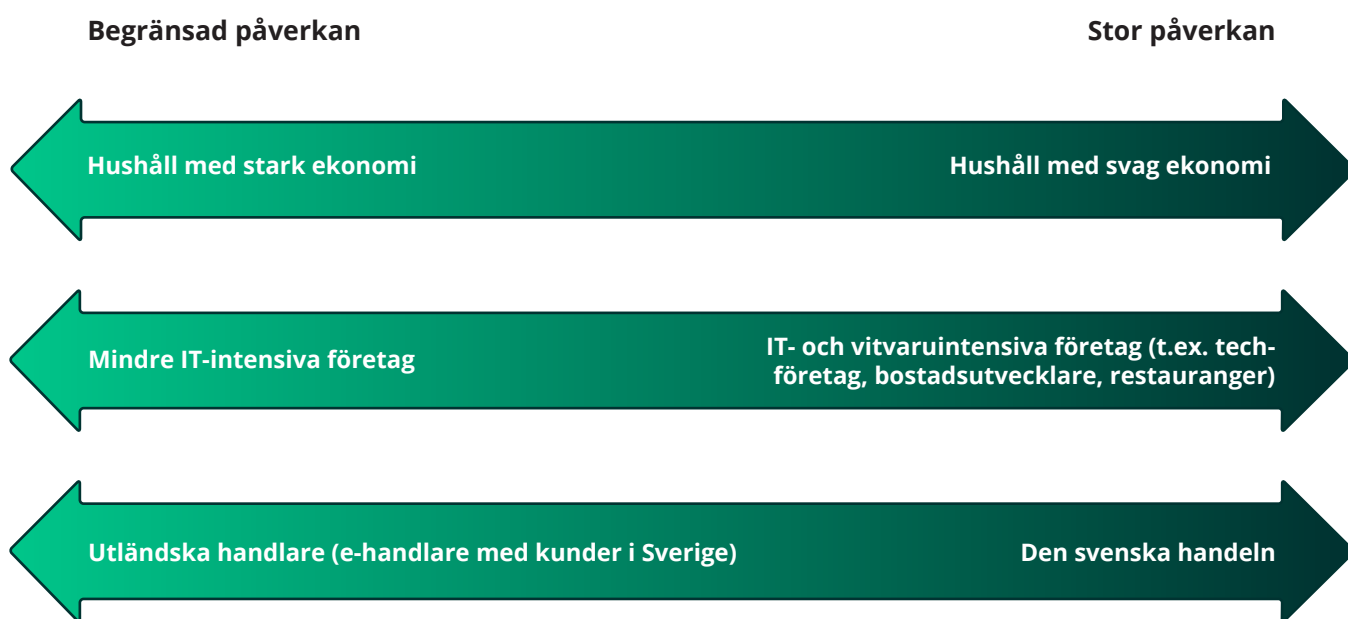 Begränsad påverkan
Stor påverkan
Hushåll med stark ekonomi
Hushåll med svag ekonomi
Mindre IT-intensiva företag
IT- och vitvaruintensiva företag (t.ex. tech-
företag, bostadsutvecklare, restauranger)
Utländska handlare (e-handlare med kunder i Sverige)
Den svenska handeln